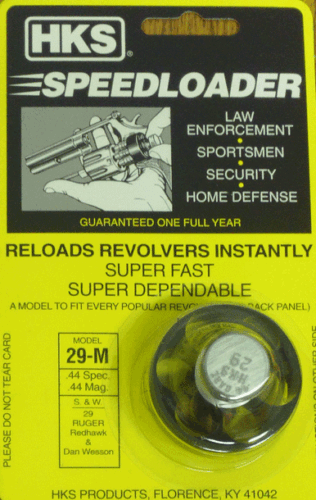 HKS®
SPEEDLOADER
LAW
ENFORCEMENT
•
SPORTSMEN
•
SECURITY
•
HOME DEFENSE
GUARANTEED ONE FULL YEAR
RELOADS REVOLVERS INSTANTLY
SUPER FAST
SUPER DEPENDABLE
A MODEL TO FIT EVERY POPULAR PANEL)
PLEASE DO NOT TEAR CARD
MODEL
29-M
.44 Spec.
.44 Mag.
S. & W.
29
RUGER
Redhawk &
Dan Wesson
HKS
29
SIDE
HKS PRODUCTS, FLORENCE, KY 41042